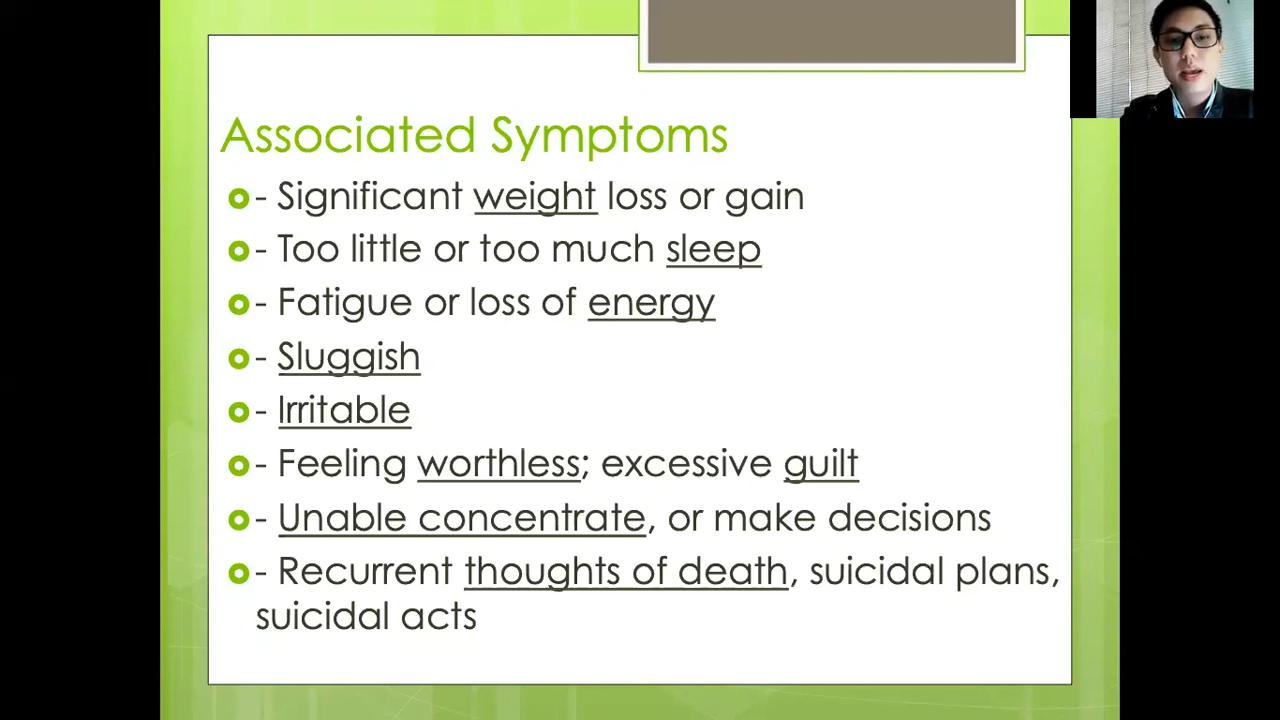 Associated Symptoms
- Significant weight loss or gain
- Too little or too much sleep
- Fatigue or loss of energy
- Sluggish
- Irritable
- Feeling worthless; excessive guilt
- Unable concentrate, or make decisions
- Recurrent thoughts of death, suicidal plans,
suicidal acts